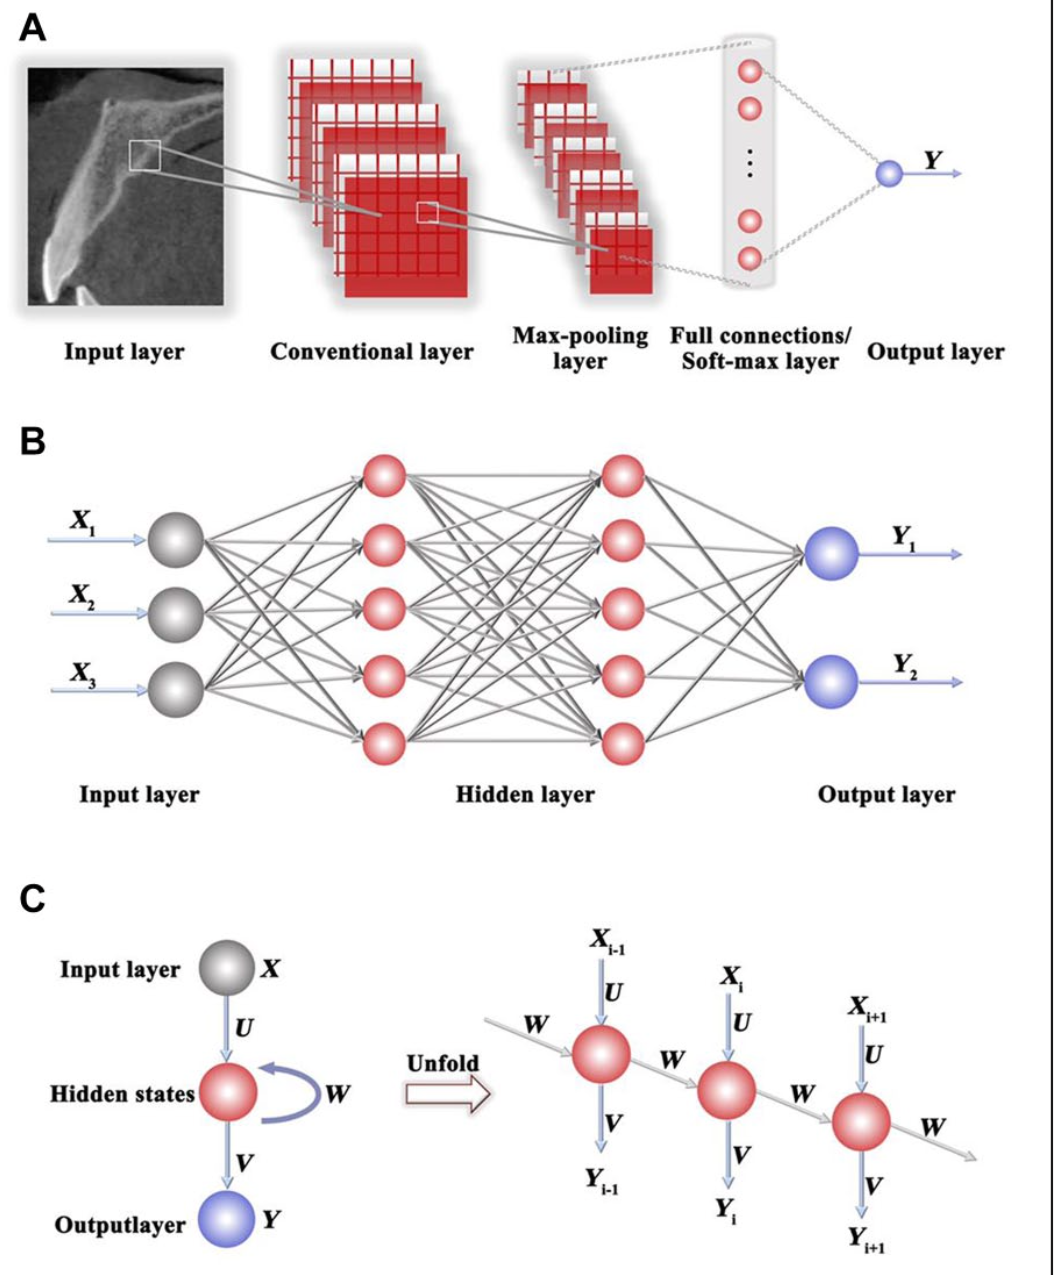 A
Y
Input layer
Conventional layer
Max-pooling
layer
Full connections/
Soft-max layer
Output layer
B
X1
X2
X3
Y1
Y2
Input layer
Hidden layer
Output layer
C
Input layer
X
U
Hidden states
W
V
Outputlayer
Y
Unfold
Xi-1
U
W
V
Yi-1
Xi
U
W
V
Yi
Xi+1
U
W
W
V
Yi+1